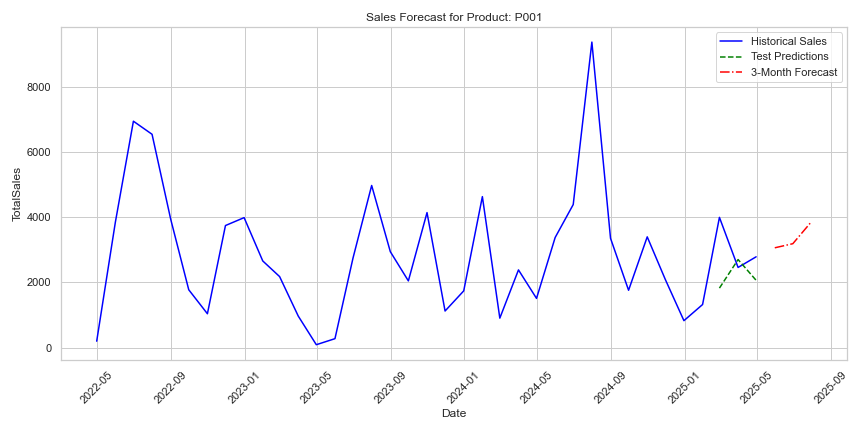 Sales Forecast for Product: P001
Historical Sales
Test Predictions
3-Month Forecast
TotalSales
8000
6000
4000
2000
0
2022-05
2022-09
2023-01
2023-05
2023-09
2024-01
2024-05
2024-09
2025-01
2025-05
2025-09
Date